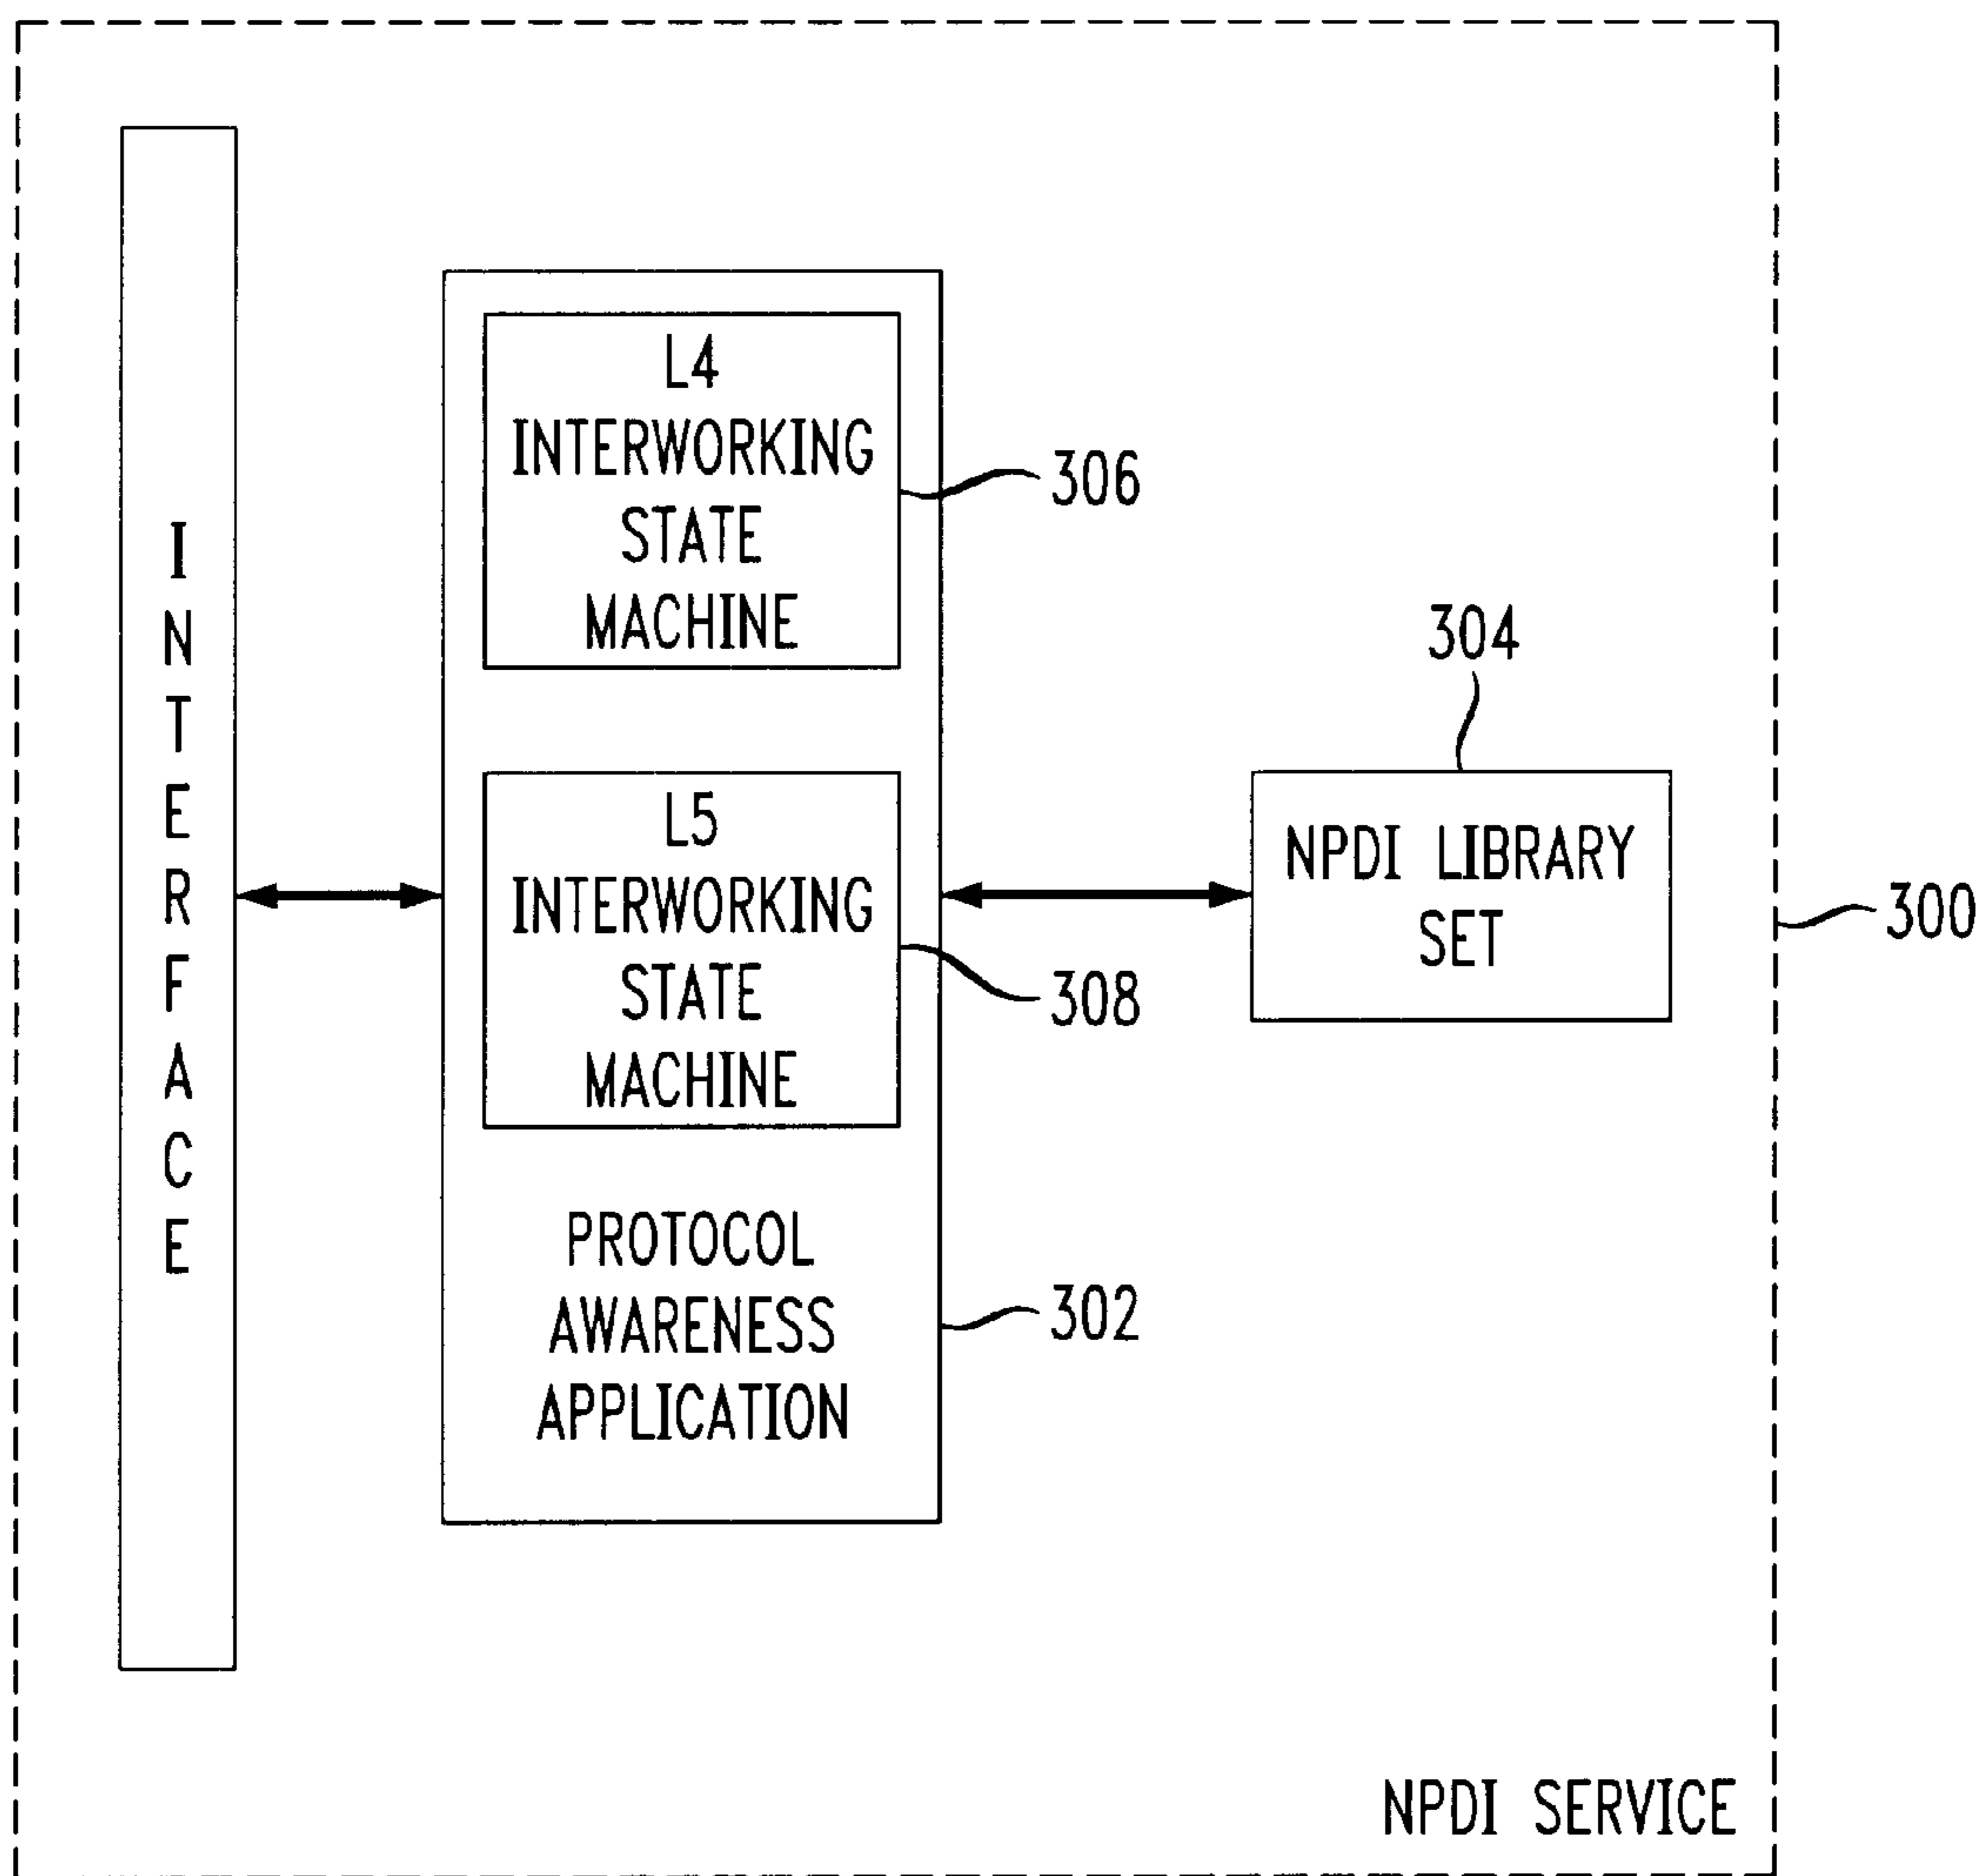 INTERFACE
L4
INTERWORKING
STATE
MACHINE
306
L5
INTERWORKING
STATE
MACHINE
308
PROTOCOL
AWARENESS
APPLICATION
302
304
NPDI LIBRARY
SET
300
NPDI SERVICE